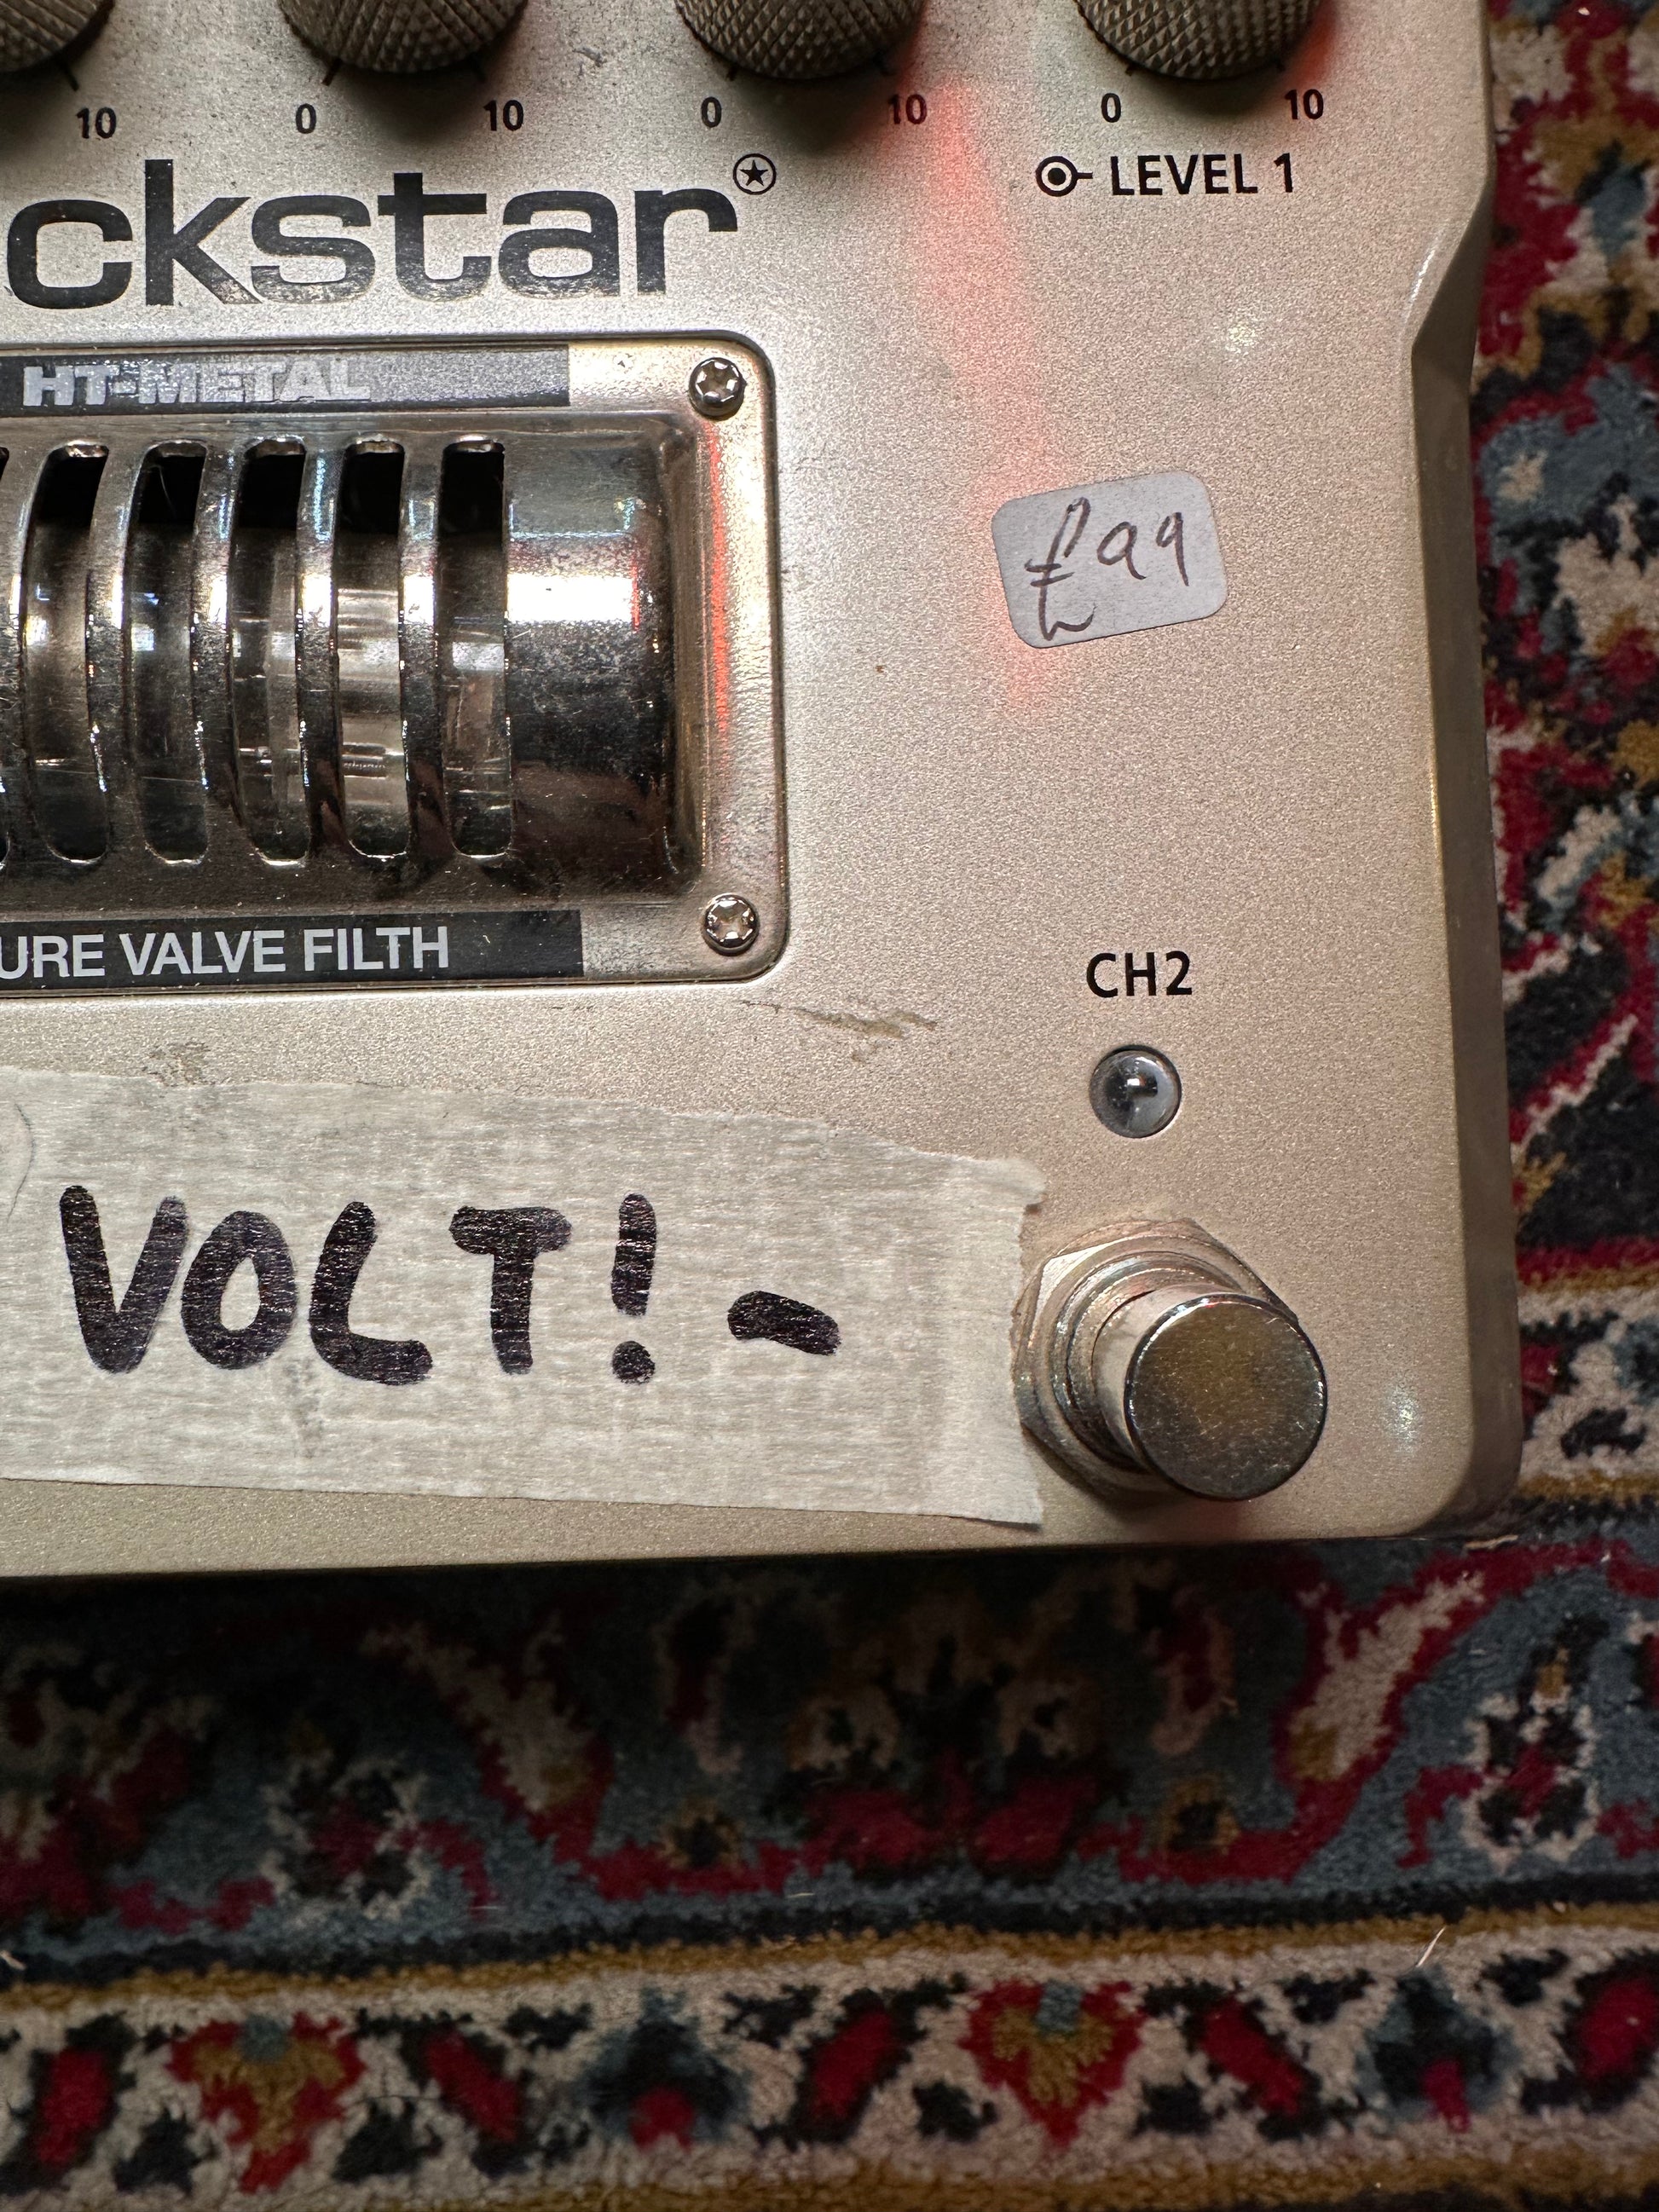 10 0 10 0 10 0 10
LEVEL 1
ckstar
HT-METAL
£99
URE VALVE FILTH
CH2
VOLT! -